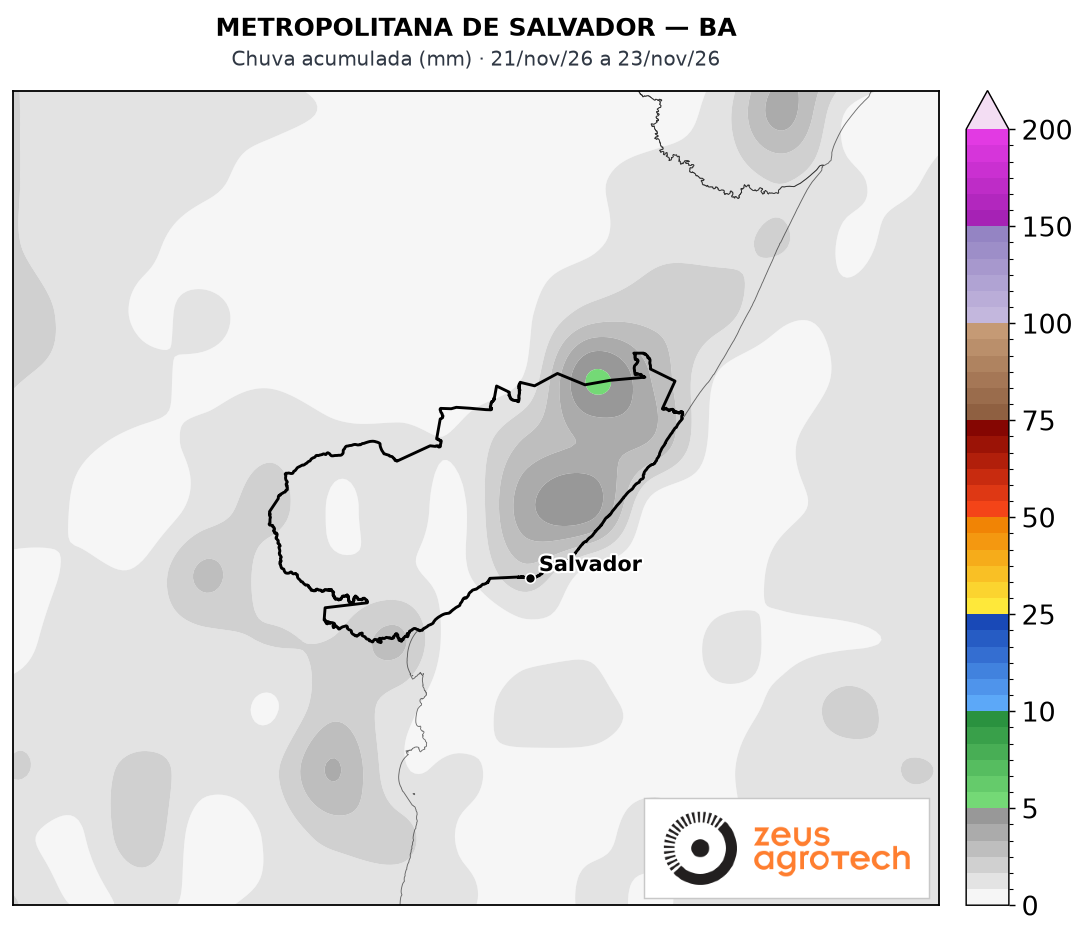 METROPOLITANA DE SALVADOR — BA
Chuva acumulada (mm) · 21/nov/26 a 23/nov/26
200
150
100
75
50
25
10
5
0
Salvador
zeus
agrotech